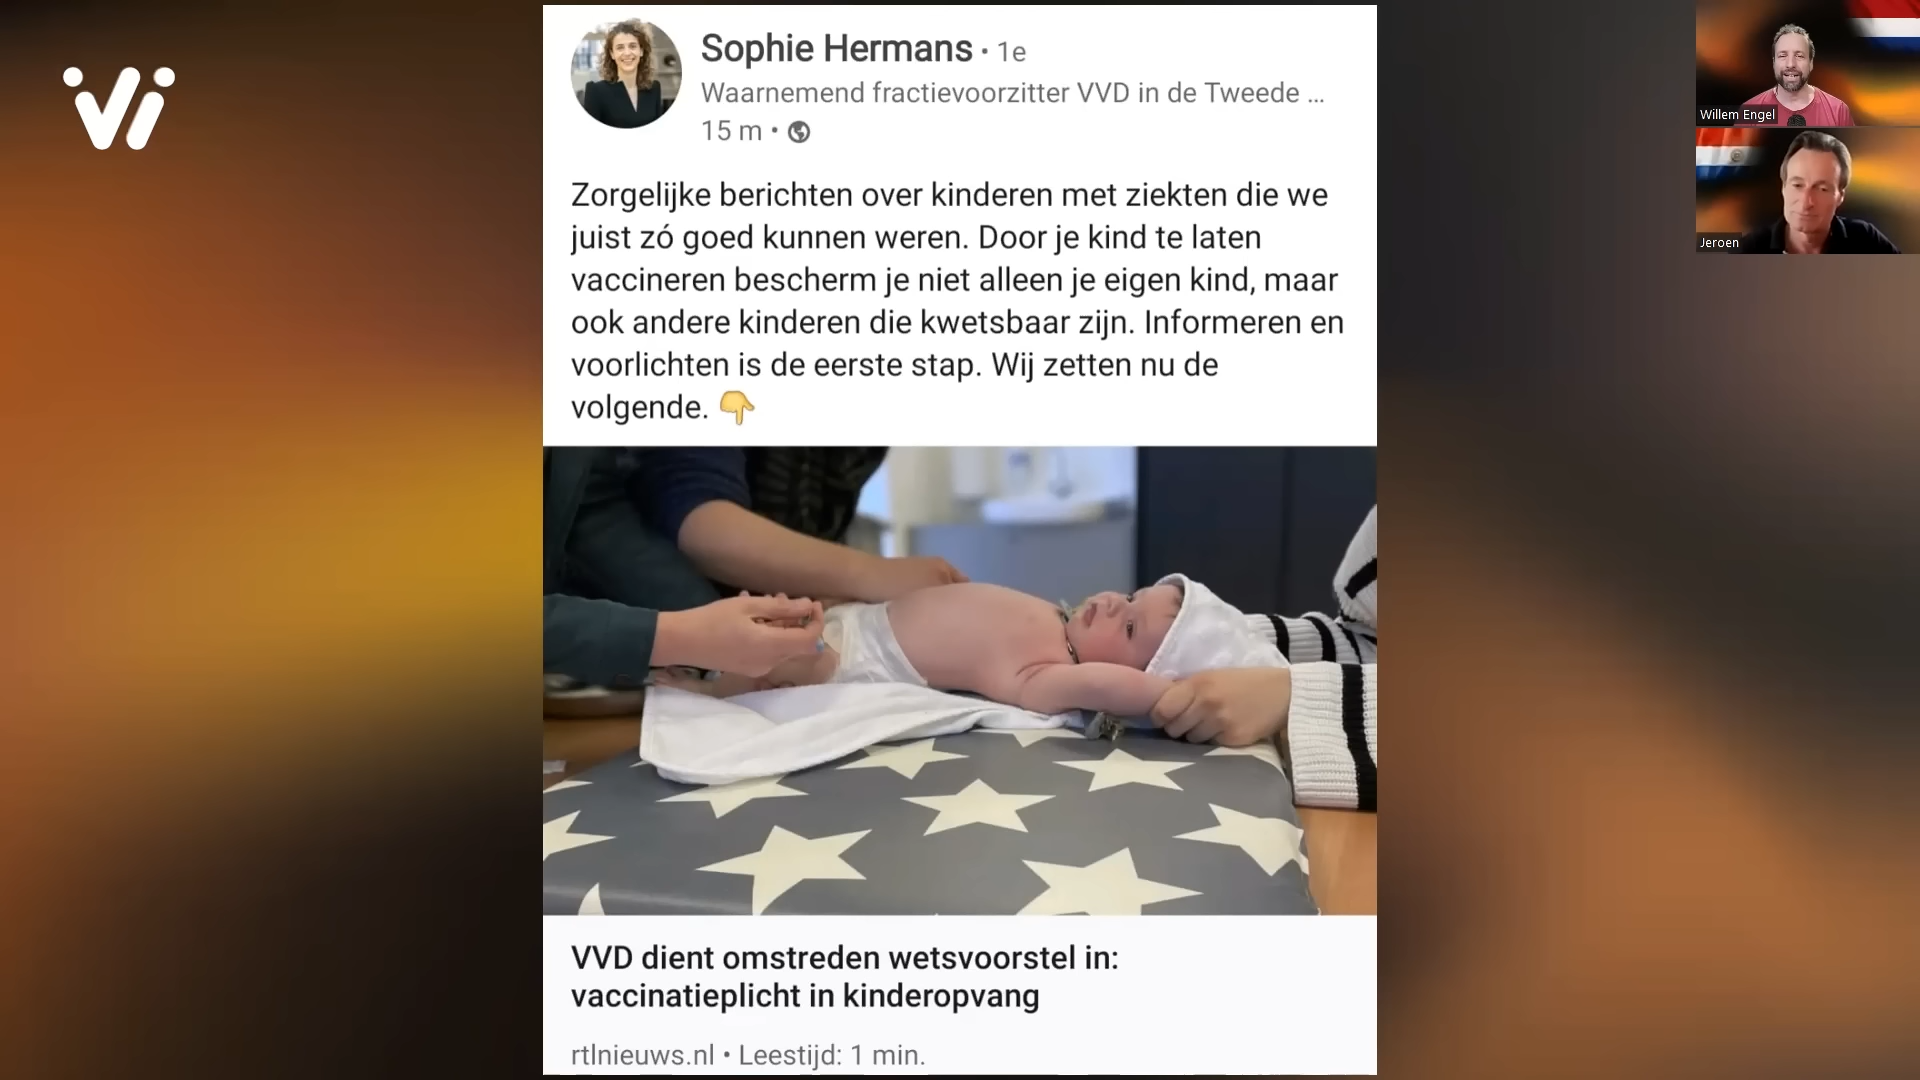 Vi
Sophie Hermans • 1e
Waarnemend fractievoorzitter VVD in de Tweede ...
15 m •
Zorgelijke berichten over kinderen met ziekten die we
juist zó goed kunnen weren. Door je kind te laten
vaccineren bescherm je niet alleen je eigen kind, maar
ook andere kinderen die kwetsbaar zijn. Informeren en
voorlichten is de eerste stap. Wij zetten nu de
volgende. 👇
VVD dient omstreden wetsvoorstel in:
vaccinatieplicht in kinderopvang
rtlnieuws.nl • Leestijd: 1 min.
Willem Engel
Jeroen